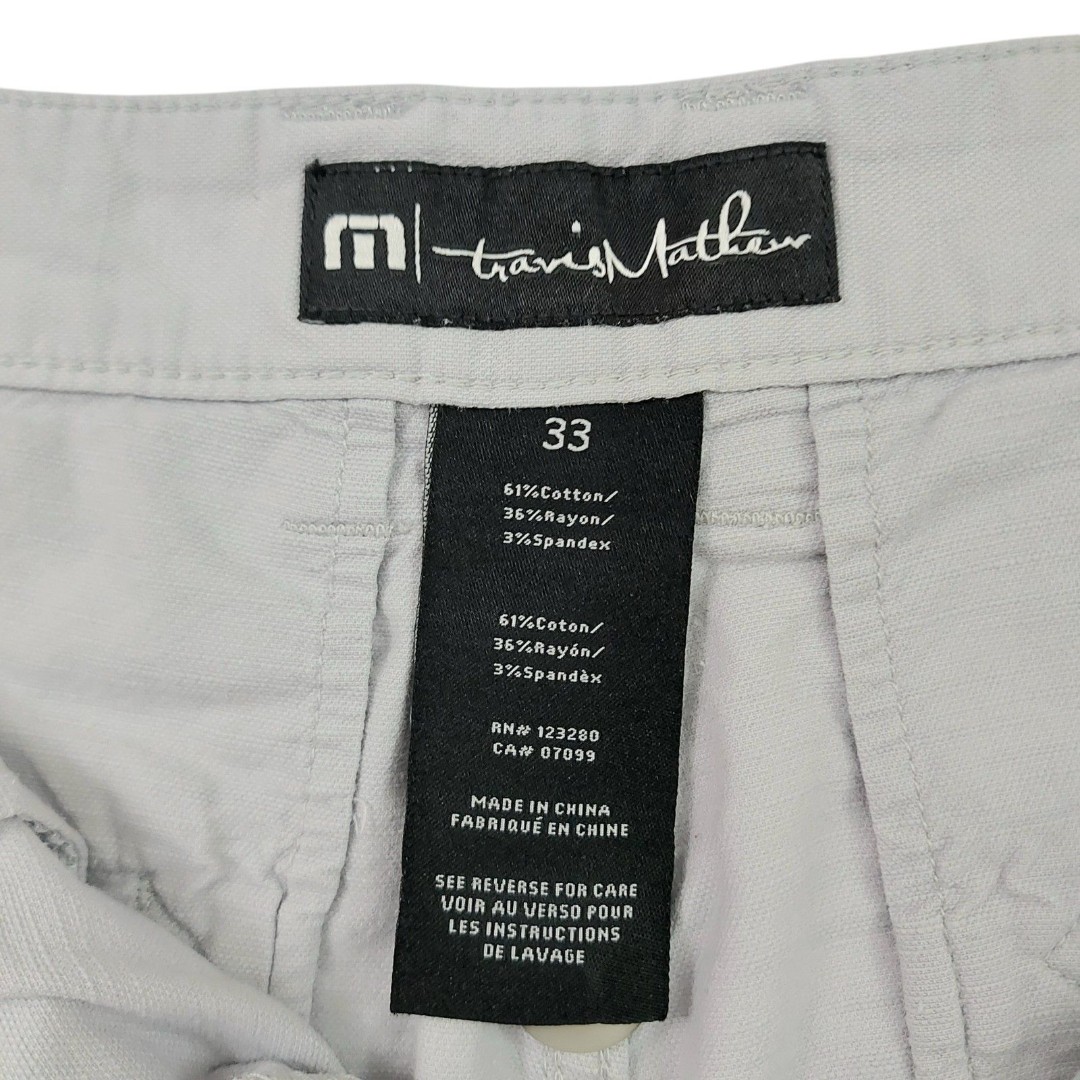 travisMathew
33
61%Cotton/
36%Rayon/
3%Spandex
61%Coton/
36%Rayón/
3%Spandèx
RN# 123280
CA# 07099
MADE IN CHINA
FABRIQUÉ EN CHINE
SEE REVERSE FOR CARE
VOIR AU VERSO POUR
LES INSTRUCTIONS
DE LAVAGE